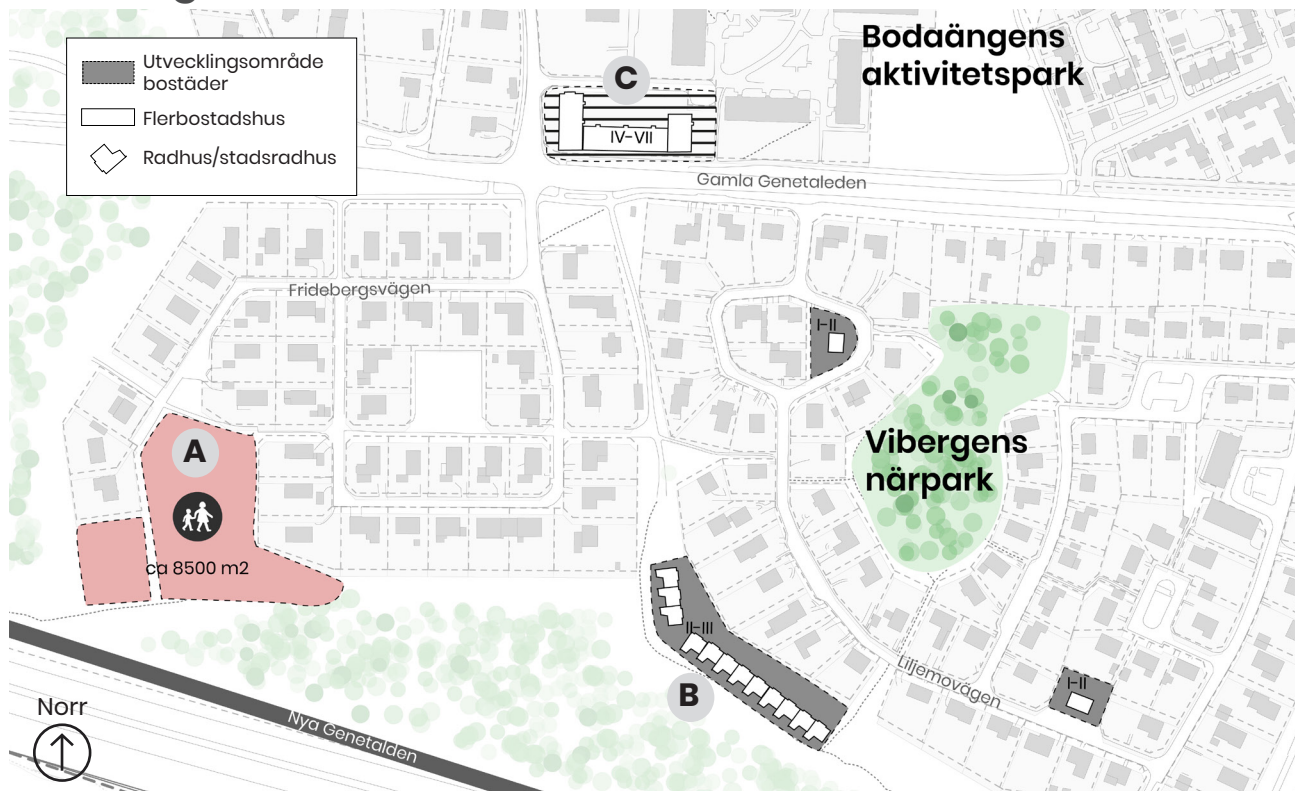 Utvecklingsområde
bostäder
Flerbostadshus
Radhus/stadsradhus
C
Bodaängens
aktivitetspark
IV-VII
Gamla Genetaleden
Fridebergsvägen
I-II
A
Vibergens
närpark
ca 8500 m2
II-III
B
Liljemovägen
I-II
Norr
Nya Genetalden